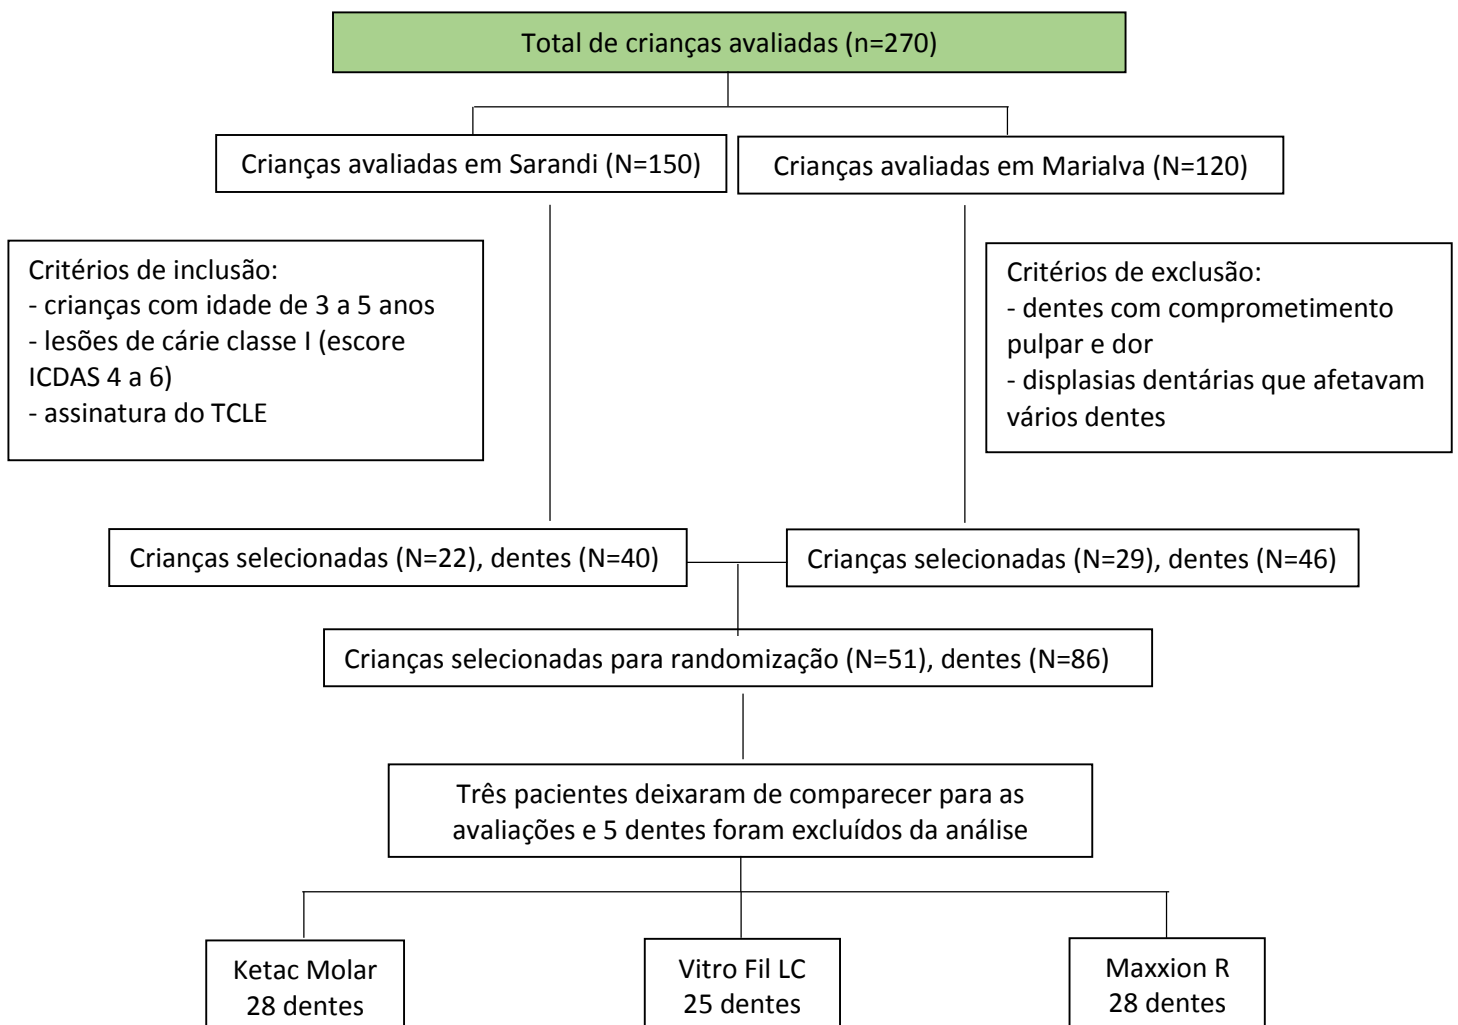 Total de crianças avaliadas (n=270)
Crianças avaliadas em Sarandi (N=150)
Crianças avaliadas em Marialva (N=120)
Critérios de inclusão:
- crianças com idade de 3 a 5 anos
- lesões de cárie classe I (escore
ICDAS 4 a 6)
- assinatura do TCLE
Critérios de exclusão:
- dentes com comprometimento
pulpar e dor
- displasias dentárias que afetavam
vários dentes
Crianças selecionadas (N=22), dentes (N=40)
Crianças selecionadas (N=29), dentes (N=46)
Crianças selecionadas para randomização (N=51), dentes (N=86)
Três pacientes deixaram de comparecer para as
avaliações e 5 dentes foram excluídos da análise
Ketac Molar
28 dentes
Vitro Fil LC
25 dentes
Maxxion R
28 dentes